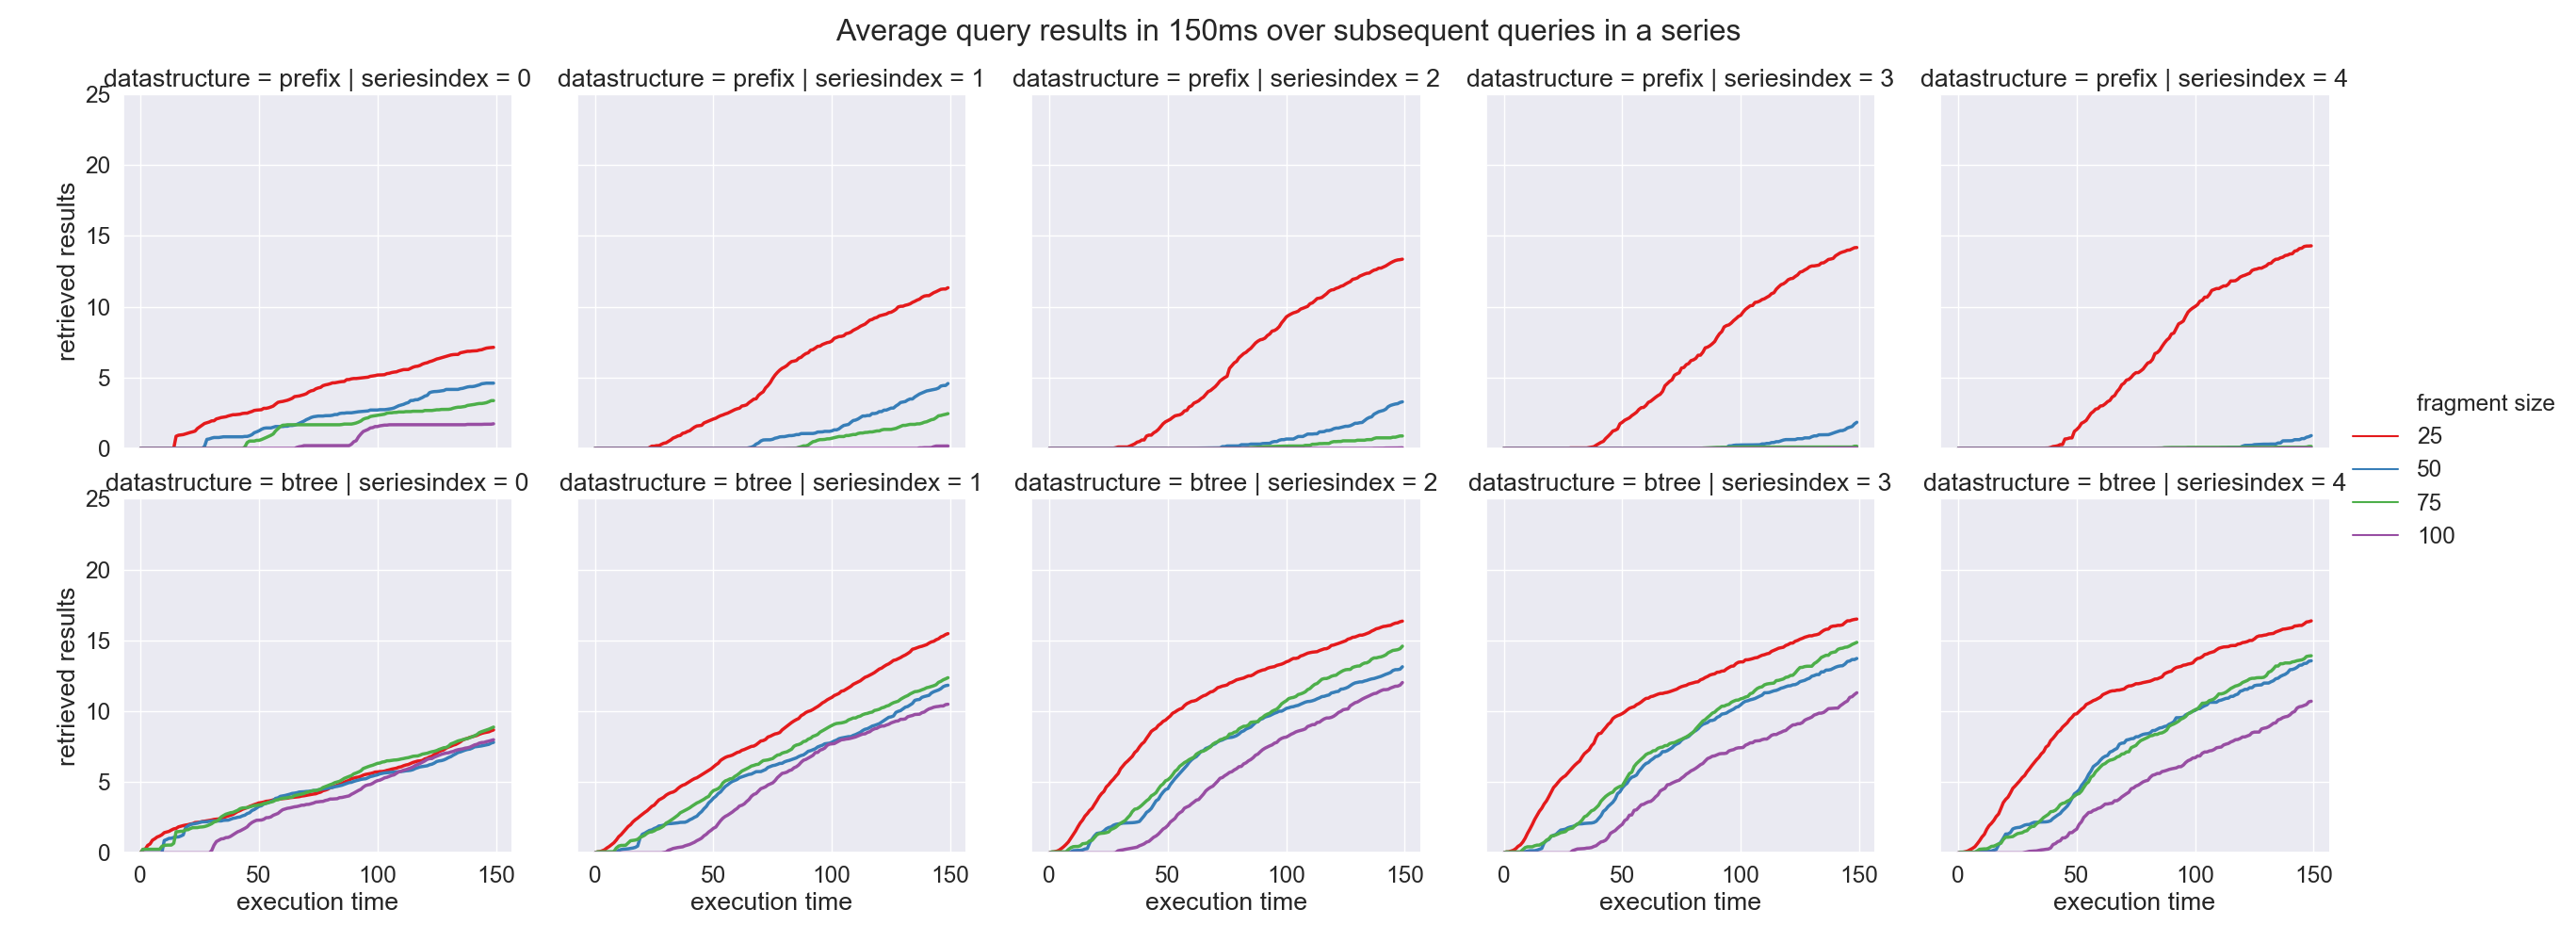 Average query results in 150ms over subsequent queries in a series
datastructure = prefix | seriesindex = 0
datastructure = prefix | seriesindex = 1
datastructure = prefix | seriesindex = 2
datastructure = prefix | seriesindex = 3
datastructure = prefix | seriesindex = 4
25
20
15
10
5
0
retrieved results
datastructure = btree | seriesindex = 0
datastructure = btree | seriesindex = 1
datastructure = btree | seriesindex = 2
datastructure = btree | seriesindex = 3
datastructure = btree | seriesindex = 4
25
20
15
10
5
0
retrieved results
0 50 100 150
0 50 100 150
0 50 100 150
0 50 100 150
0 50 100 150
execution time
execution time
execution time
execution time
execution time
fragment size
25
50
75
100